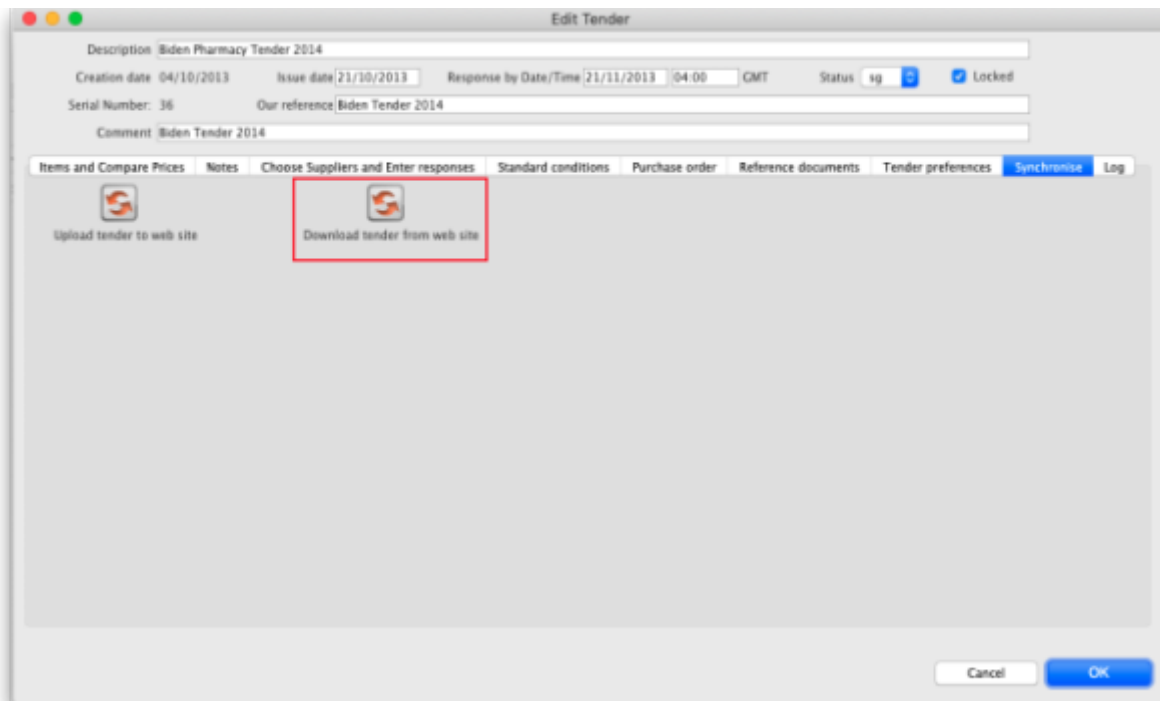 Edit Tender
Description Biden Pharmacy Tender 2014
Creation date 04/10/2013 Issue date 21/10/2013 Response by Date/Time 21/11/2013 04:00 GMT Status sg Locked
Serial Number: 36 Our reference Biden Tender 2014
Comment Biden Tender 2014
Items and Compare Prices Notes Choose Suppliers and Enter responses Standard conditions Purchase order Reference documents Tender preferences Synchronise Log
Upload tender to web site Download tender from web site
Cancel OK